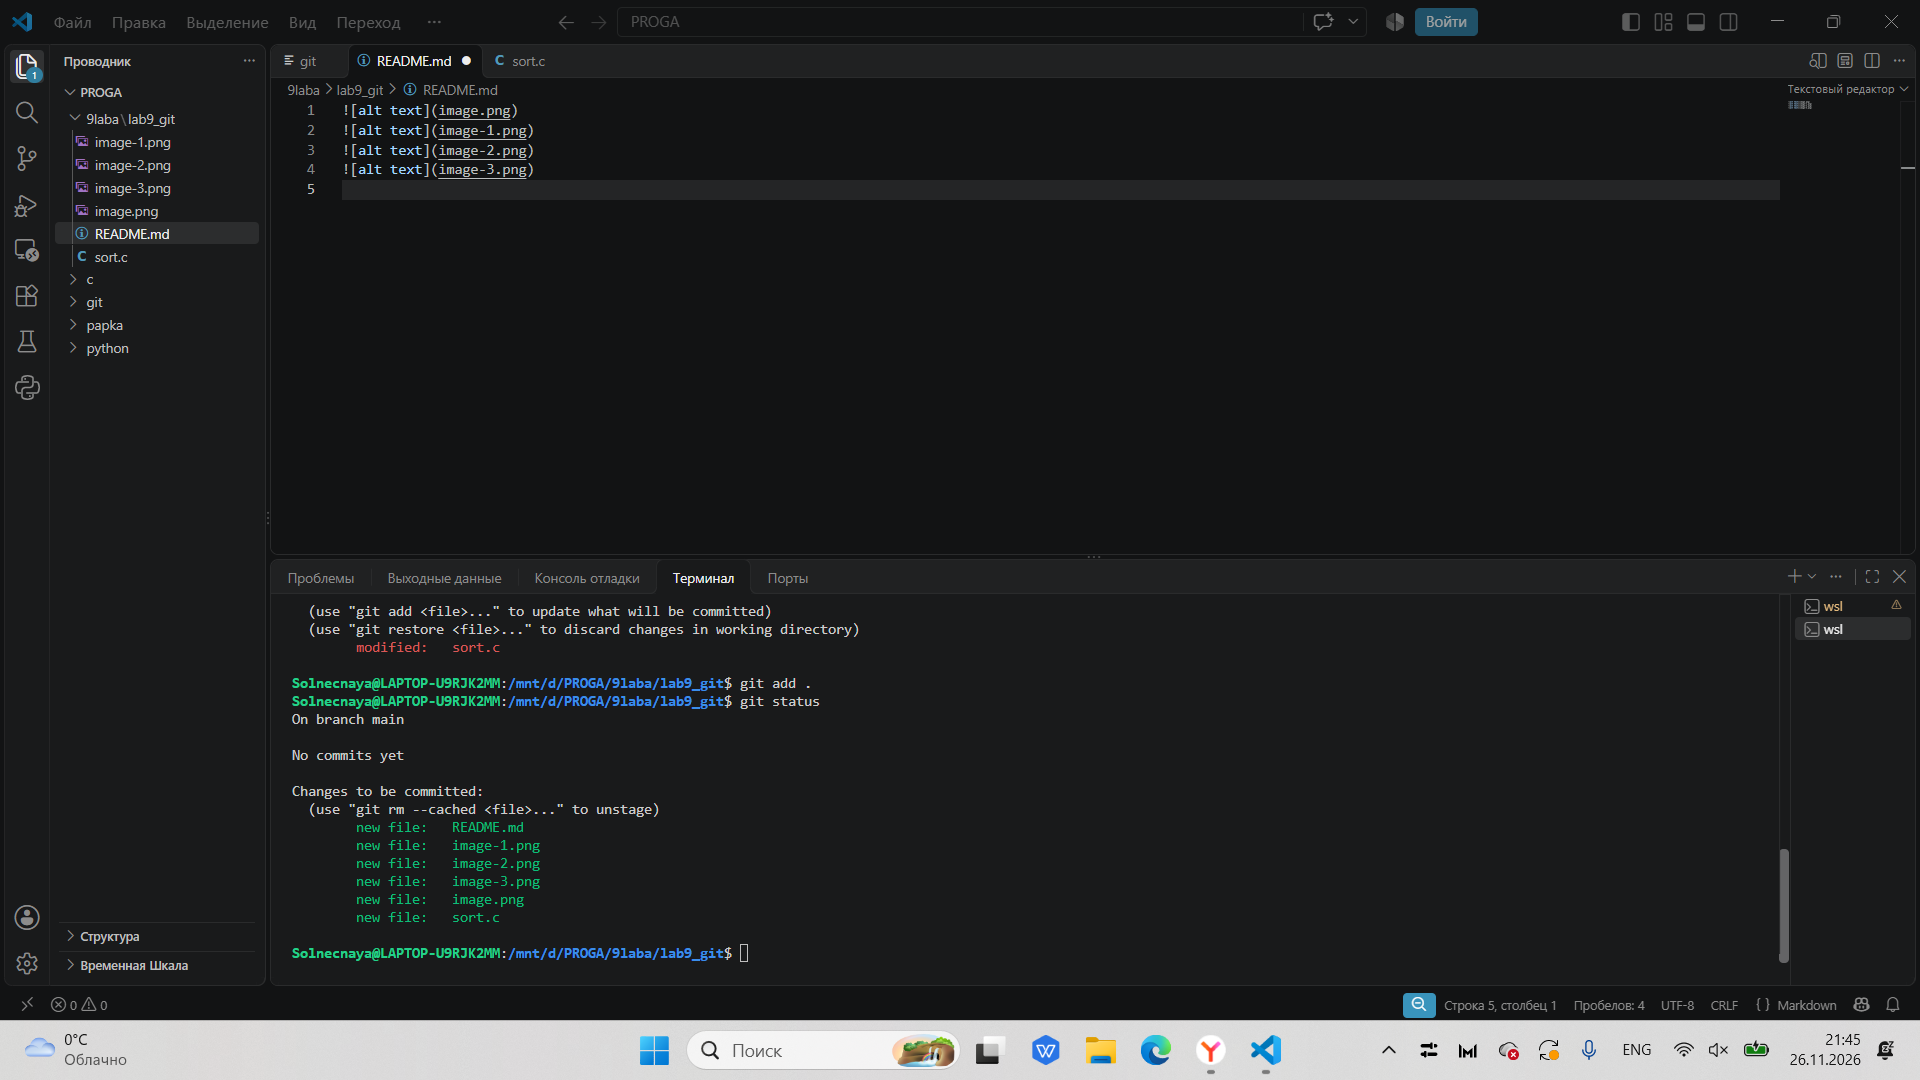 Файл Правка Выделение Вид Переход ··· PROGA Войти
Проводник ···
PROGA
9laba\lab9_git
image-1.png
image-2.png
image-3.png
image.png
README.md
C sort.c
c
git
papka
python
Структура
Временная Шкала
1
git README.md C sort.c
9laba > lab9_git > README.md
1 ![alt text](image.png)
2 ![alt text](image-1.png)
3 ![alt text](image-2.png)
4 ![alt text](image-3.png)
5
Текстовый редактор
Проблемы Выходные данные Консоль отладки Терминал Порты
(use "git add <file>..." to update what will be committed)
(use "git restore <file>..." to discard changes in working directory)
modified: sort.c
Solnecnaya@LAPTOP-U9RJK2MM:/mnt/d/PROGA/9laba/lab9_git$ git add .
Solnecnaya@LAPTOP-U9RJK2MM:/mnt/d/PROGA/9laba/lab9_git$ git status
On branch main
No commits yet
Changes to be committed:
(use "git rm --cached <file>..." to unstage)
new file: README.md
new file: image-1.png
new file: image-2.png
new file: image-3.png
new file: image.png
new file: sort.c
Solnecnaya@LAPTOP-U9RJK2MM:/mnt/d/PROGA/9laba/lab9_git$
wsl
wsl
0 0 Строка 5, столбец 1 Пробелов: 4 UTF-8 CRLF {} Markdown
0°C
Облачно
Поиск
ENG
21:45
26.11.2026